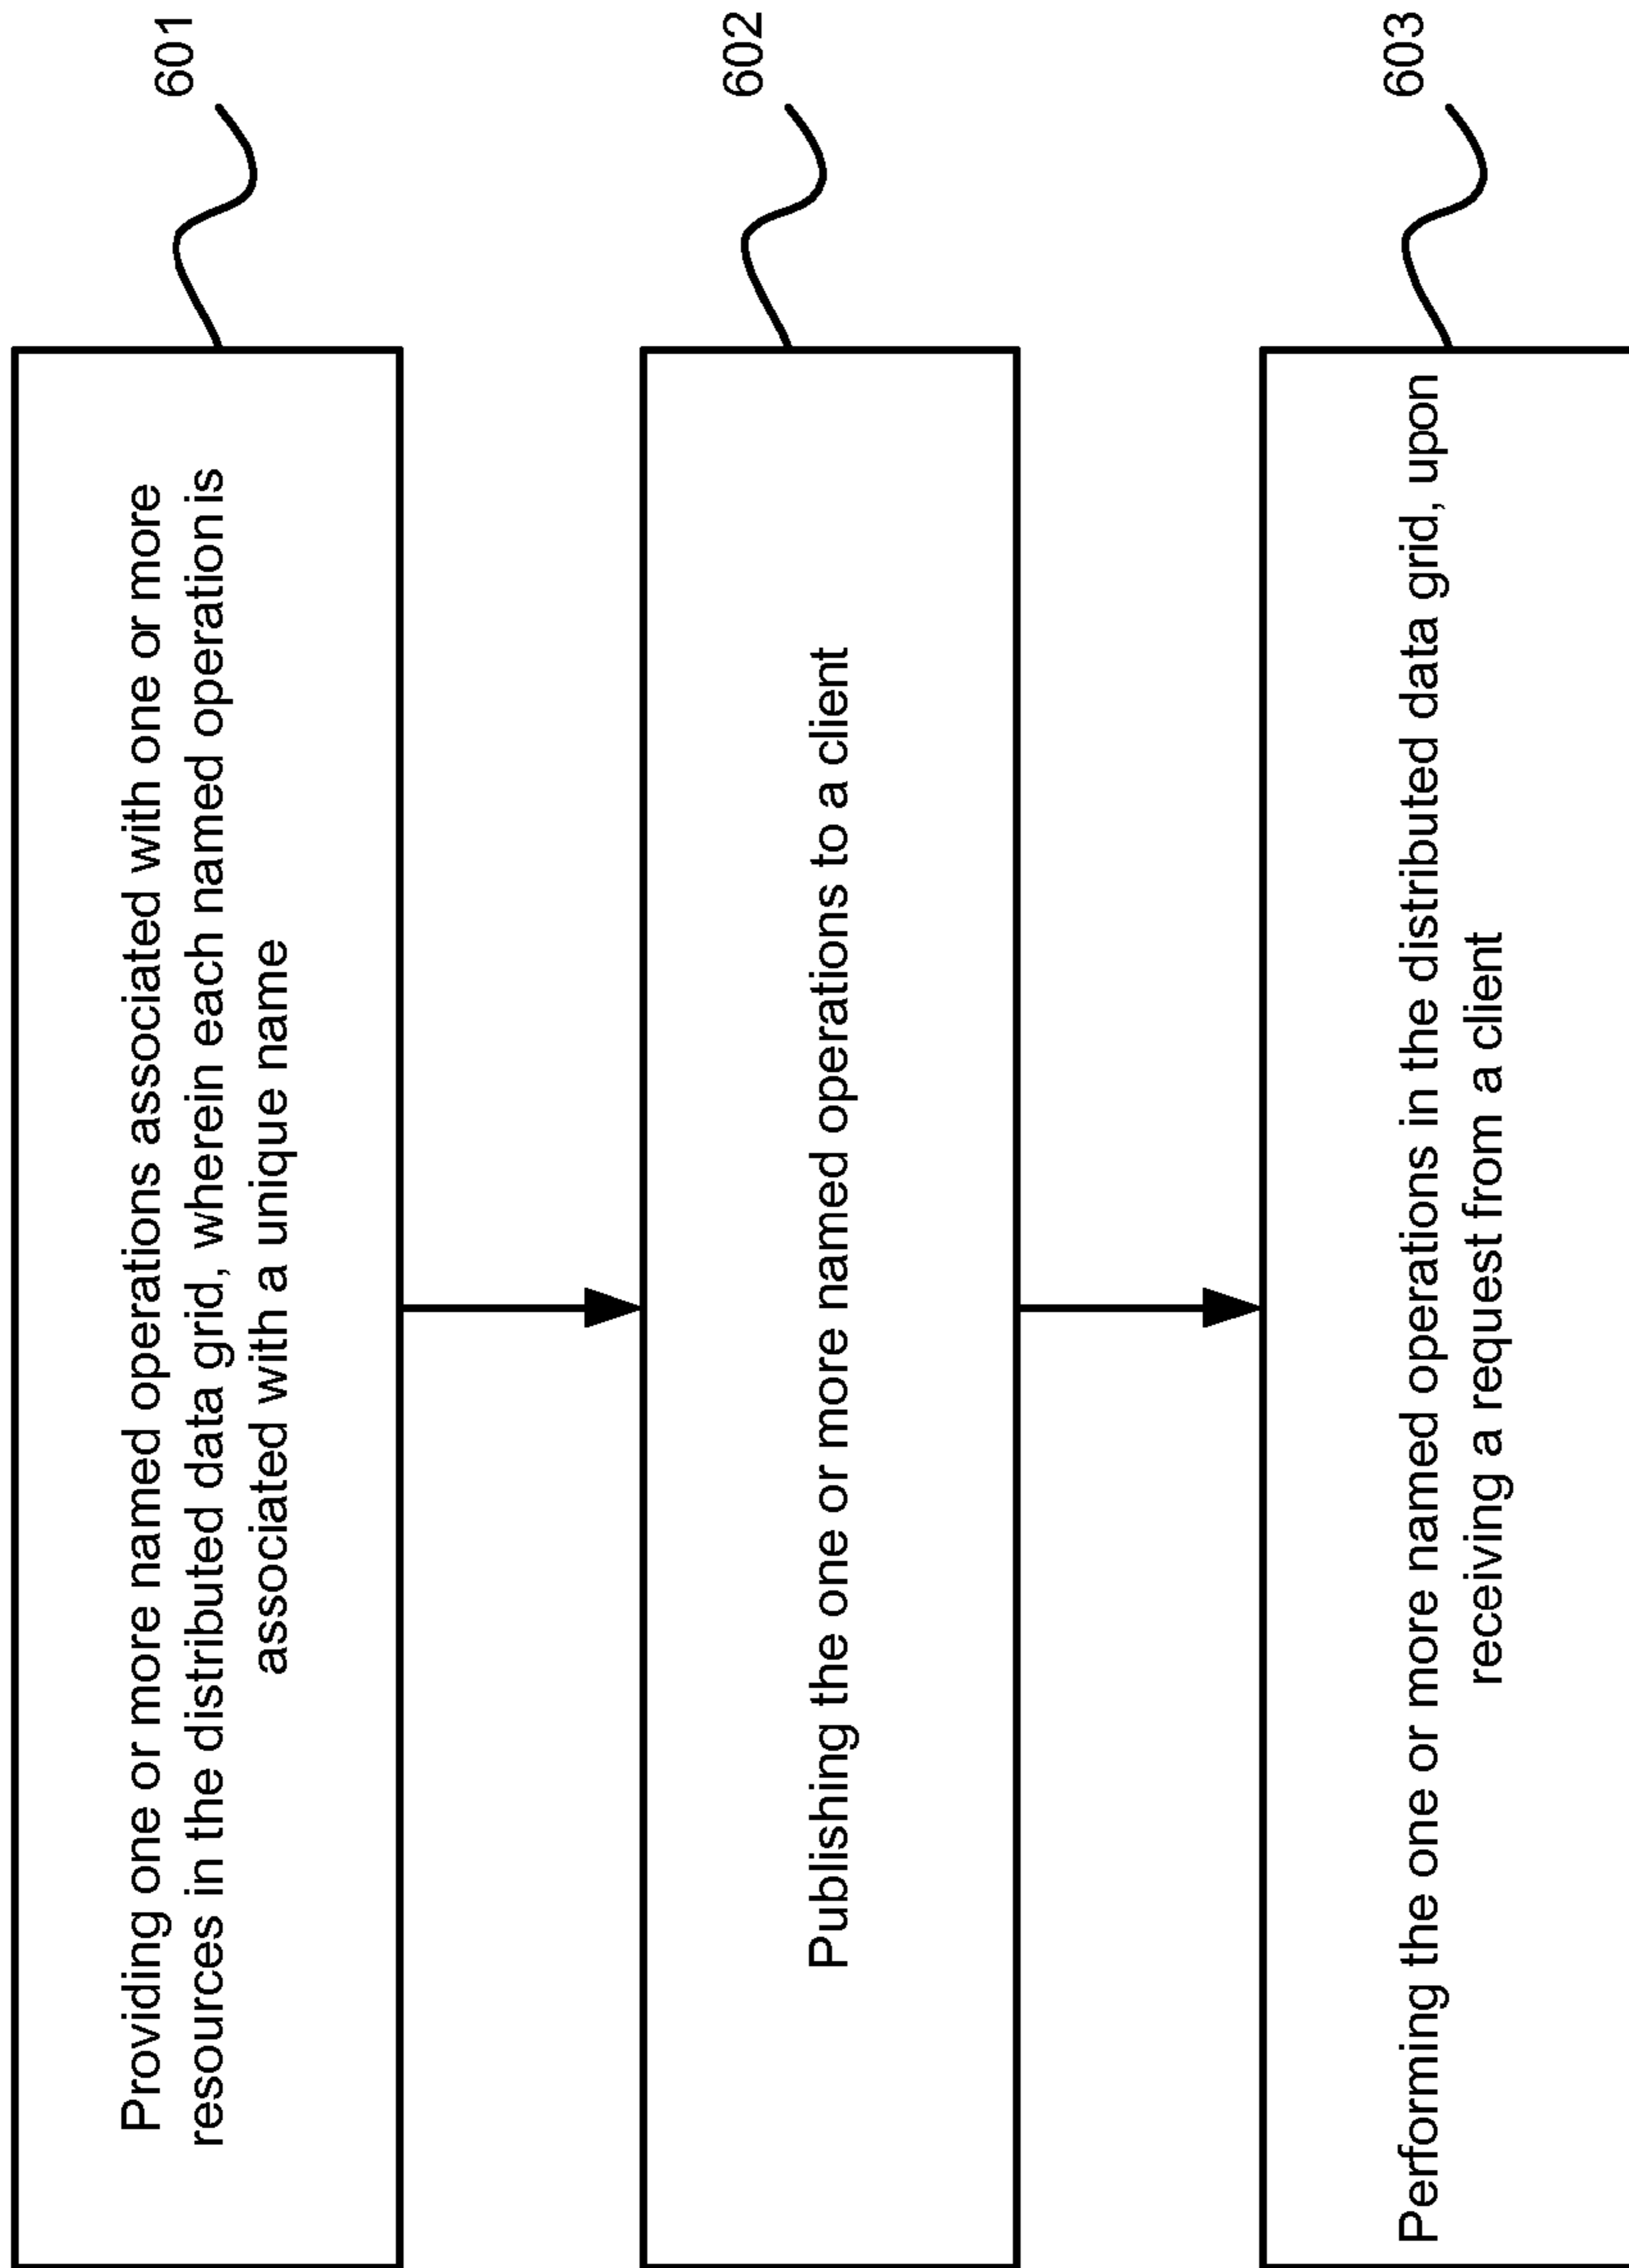 Providing one or more named operations associated with one or more
resources in the distributed data grid, wherein each named operation is
associated with a unique name
601
Publishing the one or more named operations to a client
602
Performing the one or more named operations in the distributed data grid, upon
receiving a request from a client
603